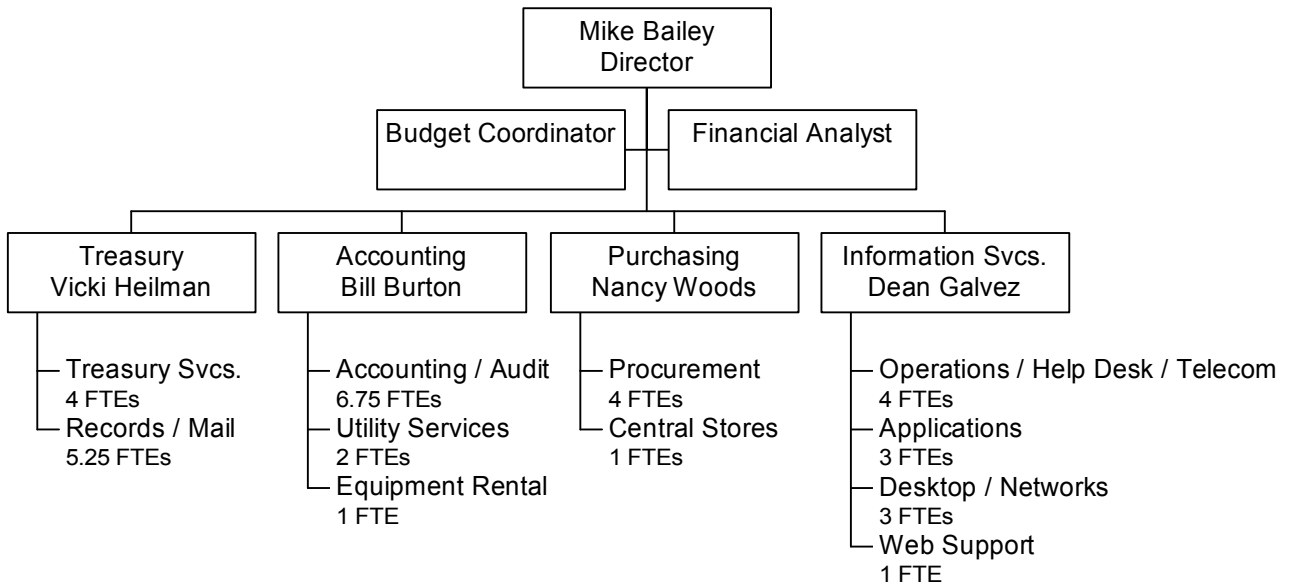 Mike Bailey
Director
Budget Coordinator
Financial Analyst
Treasury
Vicki Heilman
Treasury Svcs.
4 FTEs
Records / Mail
5.25 FTEs
Accounting
Bill Burton
Accounting / Audit
6.75 FTEs
Utility Services
2 FTEs
Equipment Rental
1 FTE
Purchasing
Nancy Woods
Procurement
4 FTEs
Central Stores
1 FTEs
Information Svcs.
Dean Galvez
Operations / Help Desk / Telecom
4 FTEs
Applications
3 FTEs
Desktop / Networks
3 FTEs
Web Support
1 FTE